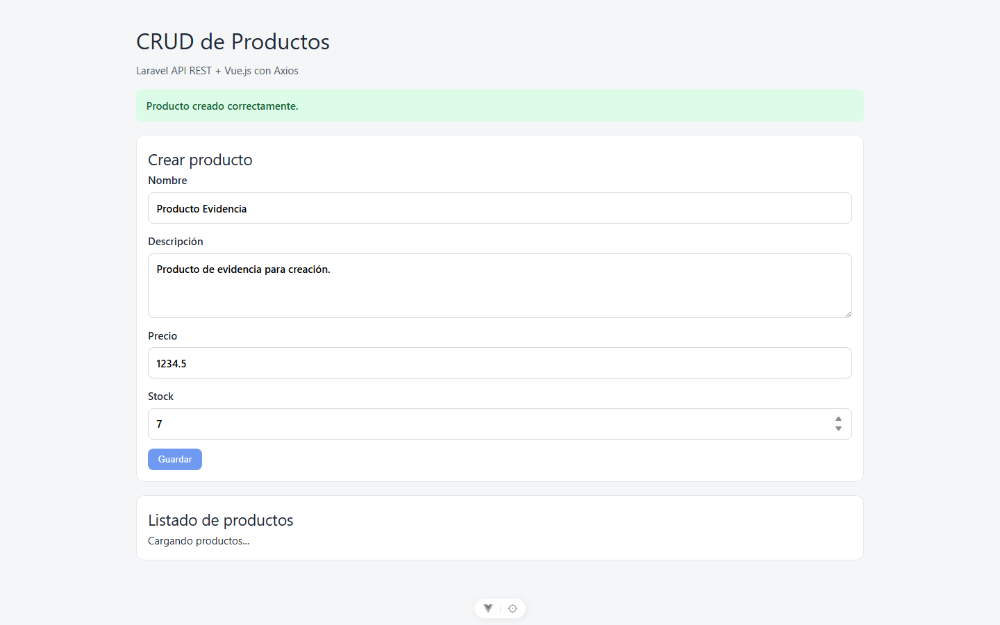 CRUD de Productos
Laravel API REST + Vue.js con Axios
Producto creado correctamente.
Crear producto
Nombre
Producto Evidencia
Descripción
Producto de evidencia para creación.
Precio
1234.5
Stock
7
Guardar
Listado de productos
Cargando productos...